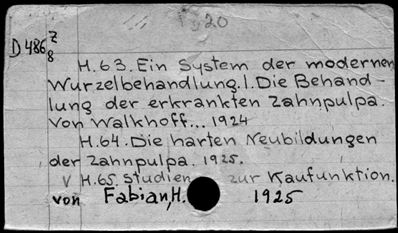 D 486 Z
8
H.63. Ein System der modernen
Wurzelbehandlung. I. Die Behand-
lung der erkrankten Zahnpulpa.
Von Walkhoff... 1924
H.64. Die harten Neubildungen
der Zahnpulpa. 1925.
V H.65. Studien zur Kaufunktion.
von Fabian, H. 1925